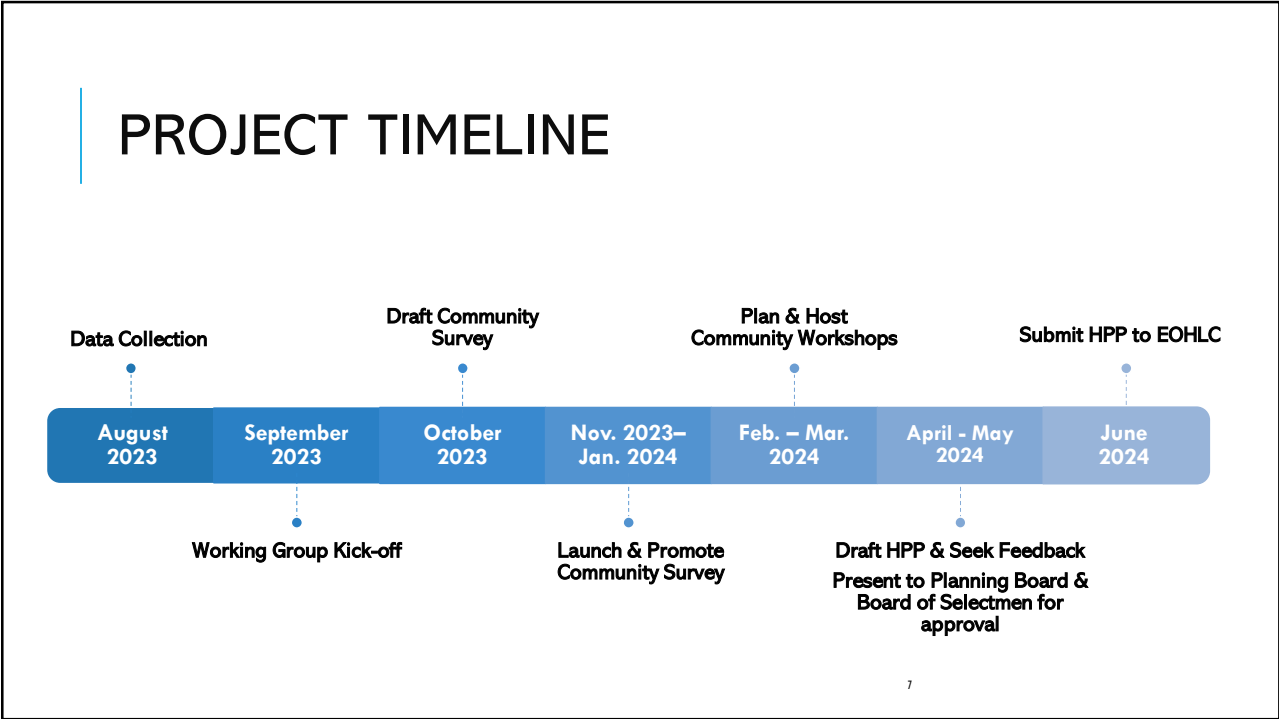 PROJECT TIMELINE
Data Collection
Draft Community
Survey
Plan & Host
Community Workshops
Submit HPP to EOHLC
August
2023
September
2023
October
2023
Nov. 2023–
Jan. 2024
Feb. – Mar.
2024
April - May
2024
June
2024
Working Group Kick-off
Launch & Promote
Community Survey
Draft HPP & Seek Feedback
Present to Planning Board &
Board of Selectmen for
approval
7